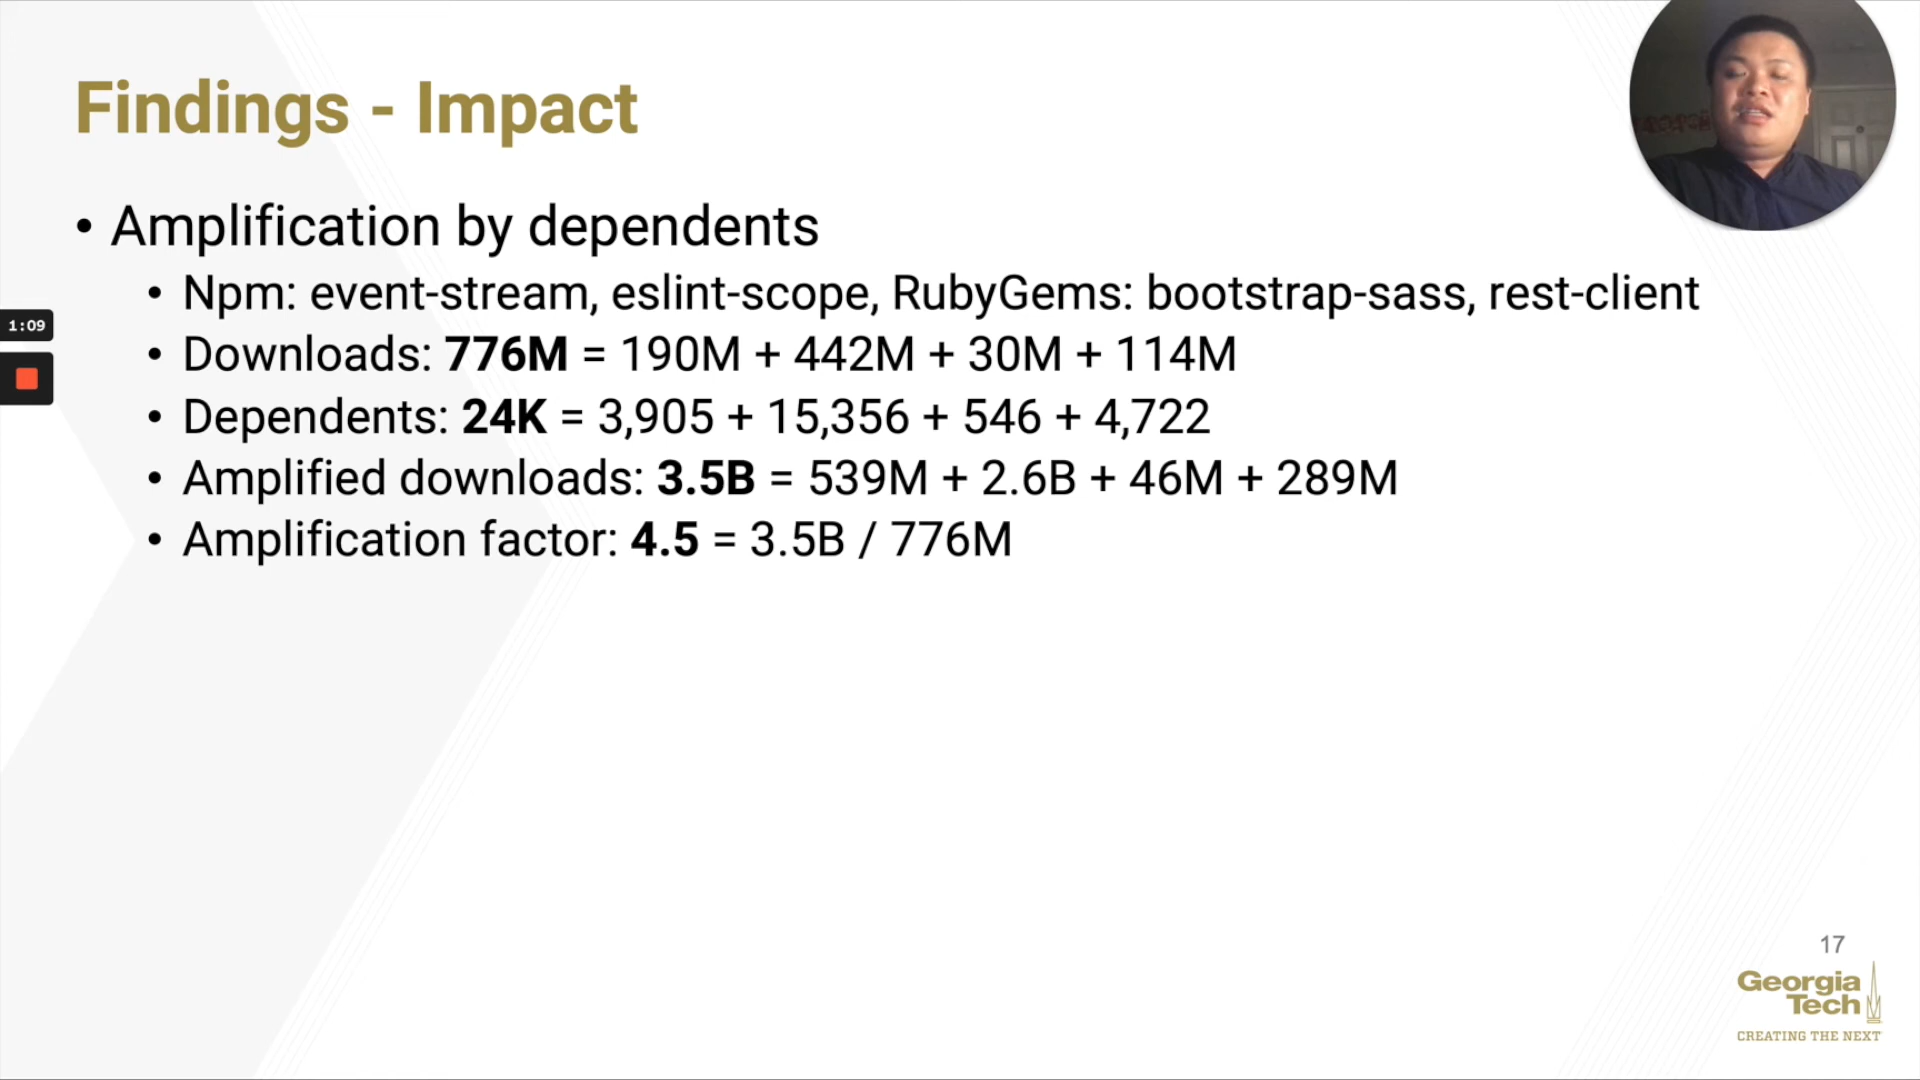 Findings - Impact
• Amplification by dependents
• Npm: event-stream, eslint-scope, RubyGems: bootstrap-sass, rest-client
• Downloads: 776M = 190M + 442M + 30M + 114M
• Dependents: 24K = 3,905 + 15,356 + 546 + 4,722
• Amplified downloads: 3.5B = 539M + 2.6B + 46M + 289M
• Amplification factor: 4.5 = 3.5B / 776M
1:09
17
Georgia
Tech
CREATING THE NEXT